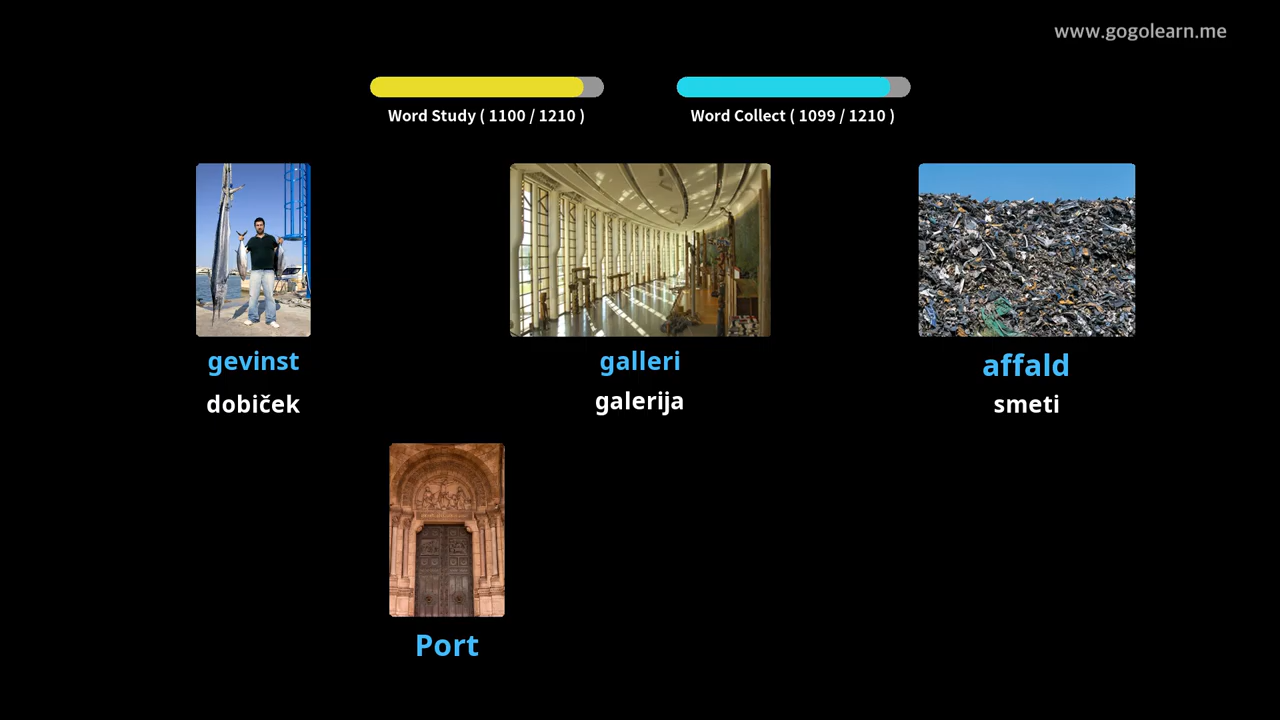 www.gogolearn.me
Word Study ( 1100 / 1210 )
Word Collect ( 1099 / 1210 )
gevinst
galleri
affald
dobiček
galerija
smeti
Port